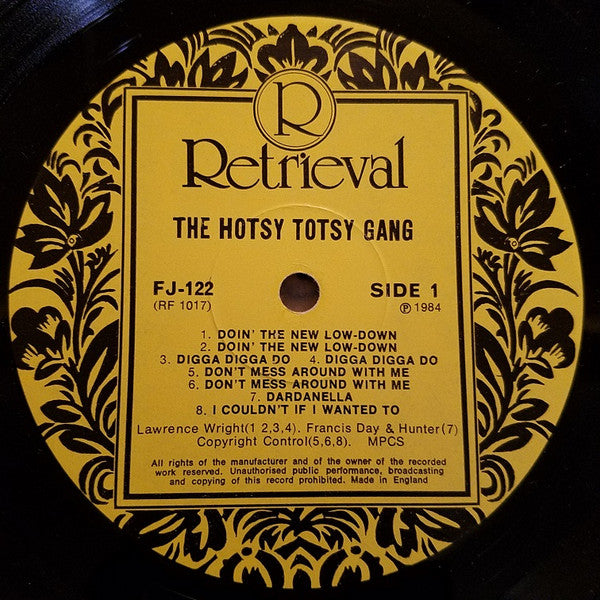 R
Retrieval
THE HOTSY TOTSY GANG
FJ-122 SIDE 1
(RF 1017) Ⓟ 1984
1. DOIN' THE NEW LOW-DOWN
2. DOIN' THE NEW LOW-DOWN
3. DIGGA DIGGA DO 4. DIGGA DIGGA DO
5. DON'T MESS AROUND WITH ME
6. DON'T MESS AROUND WITH ME
7. DARDANELLA
8. I COULDN'T IF I WANTED TO
Lawrence Wright(1 2,3,4). Francis Day & Hunter(7)
Copyright Control(5,6,8). MPCS
All rights of the manufacturer and of the owner of the recorded
work reserved. Unauthorised public performance, broadcasting
and copying of this record prohibited. Made in England